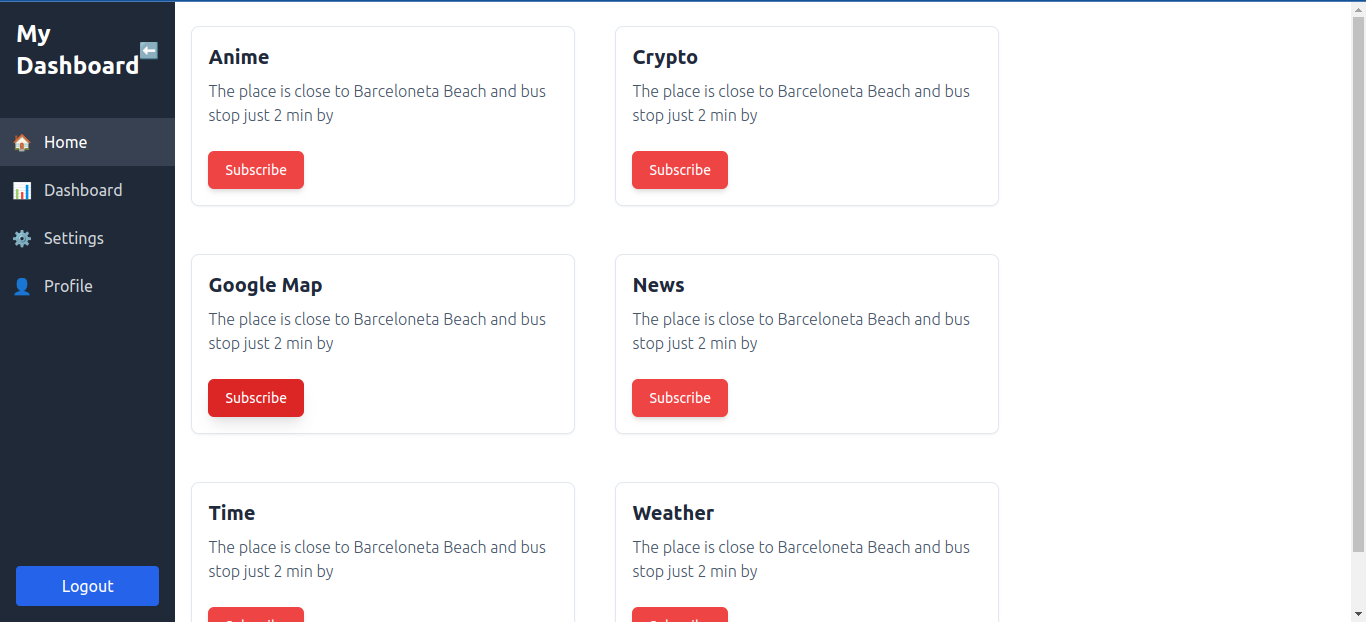 My
Dashboard
Home
Dashboard
Settings
Profile
Logout
Anime
The place is close to Barceloneta Beach and bus
stop just 2 min by
Subscribe
Crypto
The place is close to Barceloneta Beach and bus
stop just 2 min by
Subscribe
Google Map
The place is close to Barceloneta Beach and bus
stop just 2 min by
Subscribe
News
The place is close to Barceloneta Beach and bus
stop just 2 min by
Subscribe
Time
The place is close to Barceloneta Beach and bus
stop just 2 min by
Weather
The place is close to Barceloneta Beach and bus
stop just 2 min by